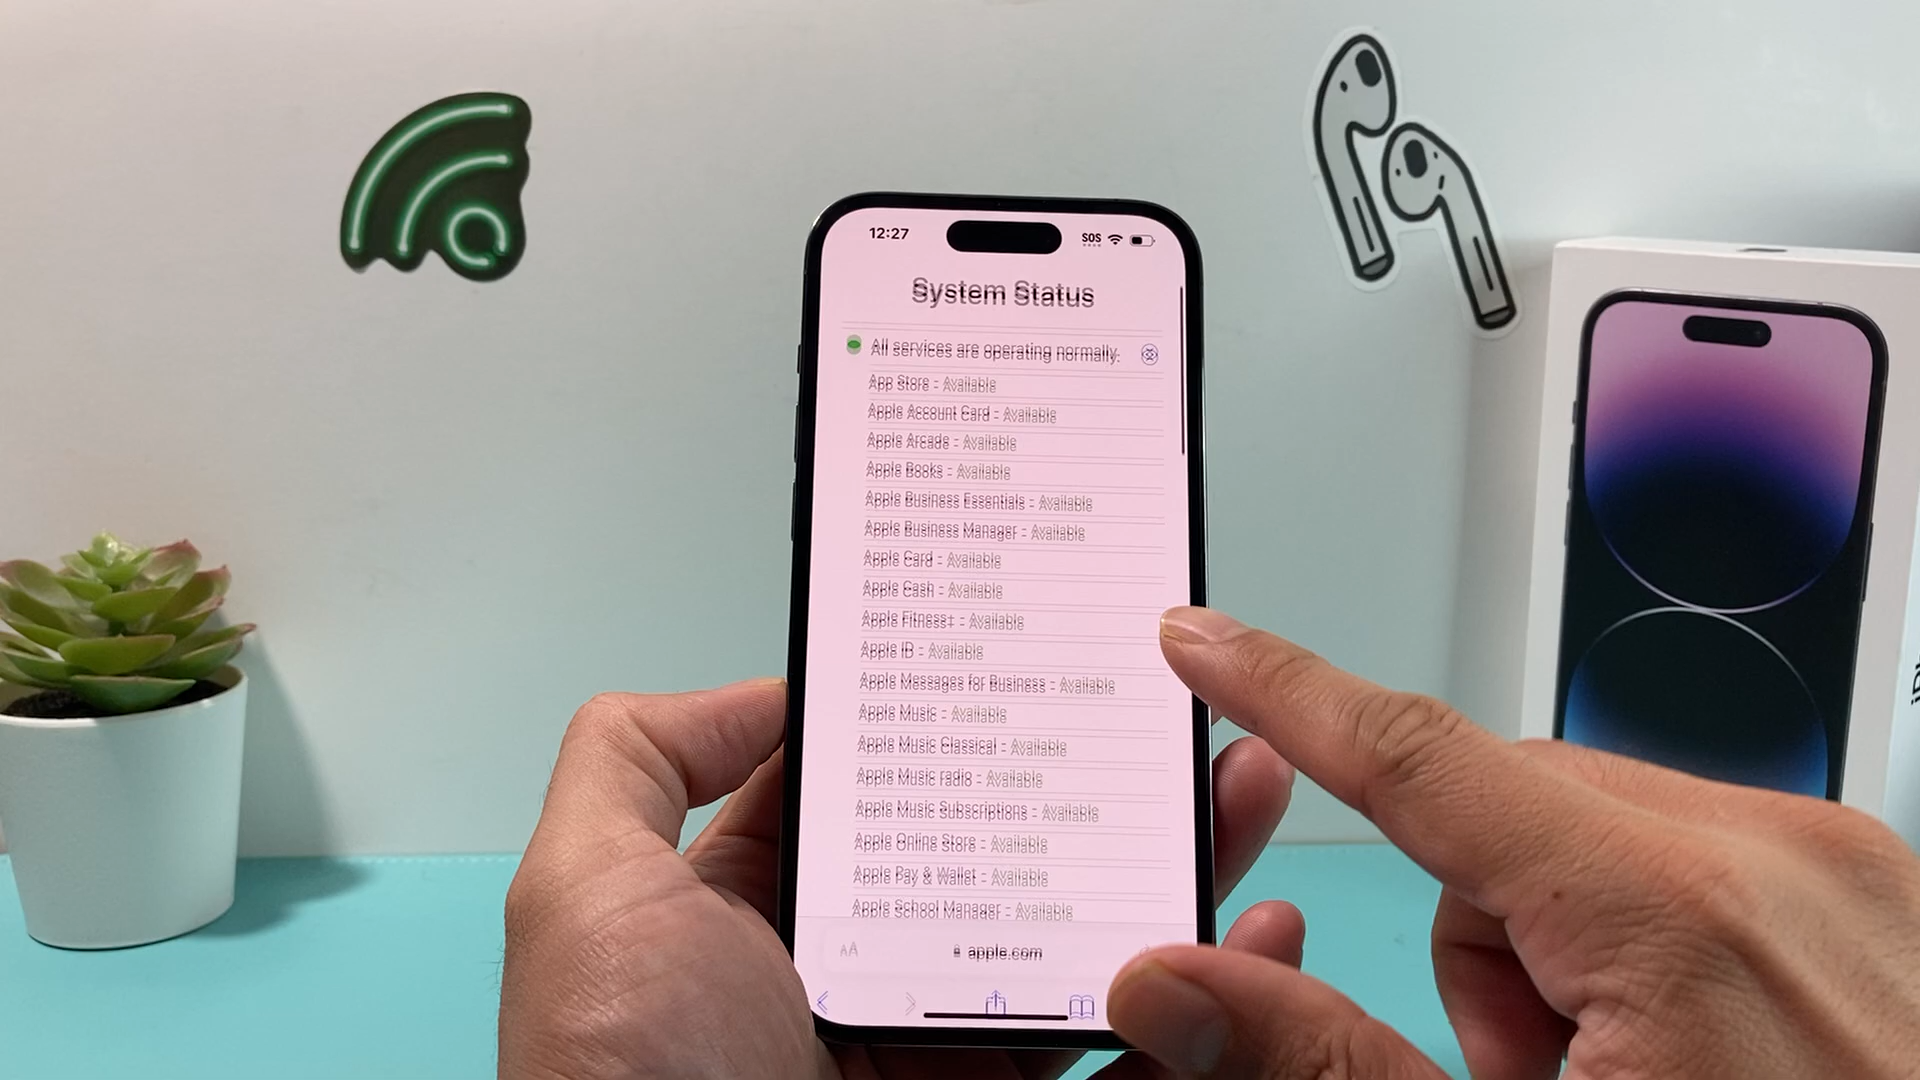 12:27
SOS
System Status
All services are operating normally.
App Store - Available
Apple Account Card - Available
Apple Arcade - Available
Apple Books - Available
Apple Business Essentials - Available
Apple Business Manager - Available
Apple Card - Available
Apple Cash - Available
Apple Fitness+ - Available
Apple ID - Available
Apple Messages for Business - Available
Apple Music - Available
Apple Music Classical - Available
Apple Music radio - Available
Apple Music Subscriptions - Available
Apple Online Store - Available
Apple Pay & Wallet - Available
Apple School Manager - Available
AA
apple.com